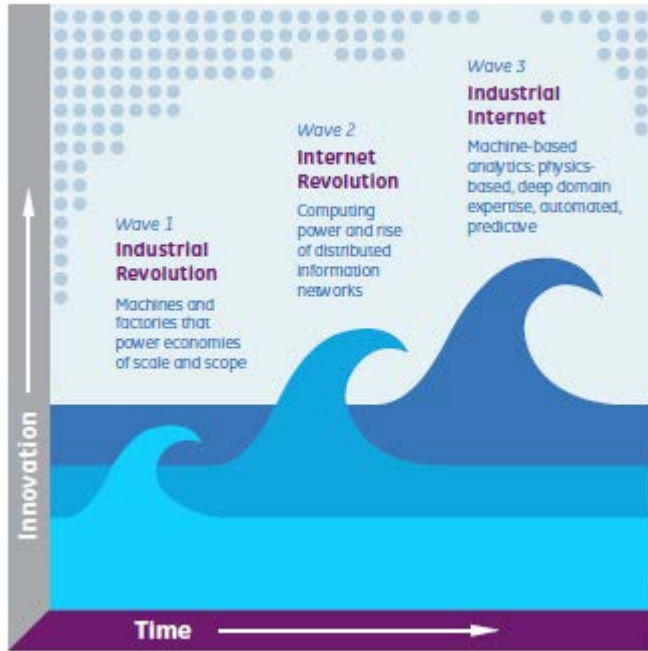 Wave 1
Industrial
Revolution
Machines and
factories that
power economies
of scale and scope
Wave 2
Internet
Revolution
Computing
power and rise
of distributed
information
networks
Wave 3
Industrial
Internet
Machine-based
analytics: physics-
based, deep domain
expertise, automated,
predictive
Innovation
Time